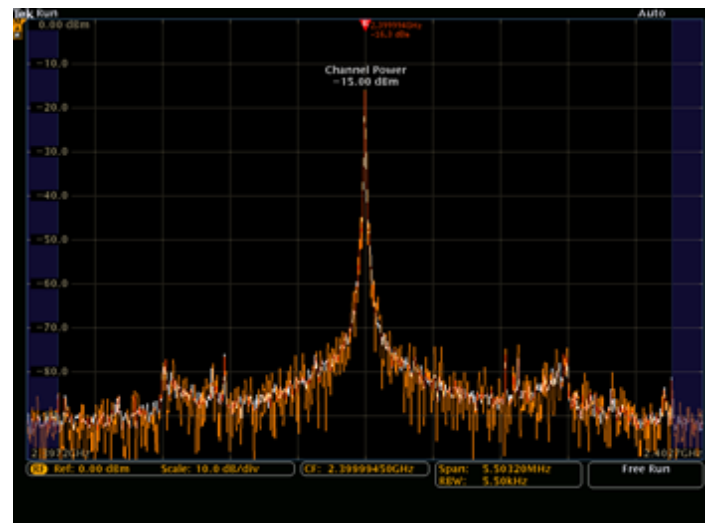 Tek Run Auto
0.00 dBm
-10.0
Channel Power
-15.00 dBm
-20.0
-30.0
-40.0
-50.0
-60.0
-70.0
-80.0
RF Ref: 0.00 dBm Scale: 10.0 dB/div CF: 2.39999450GHz Span: 5.50320MHz Free Run
RBW: 5.50kHz